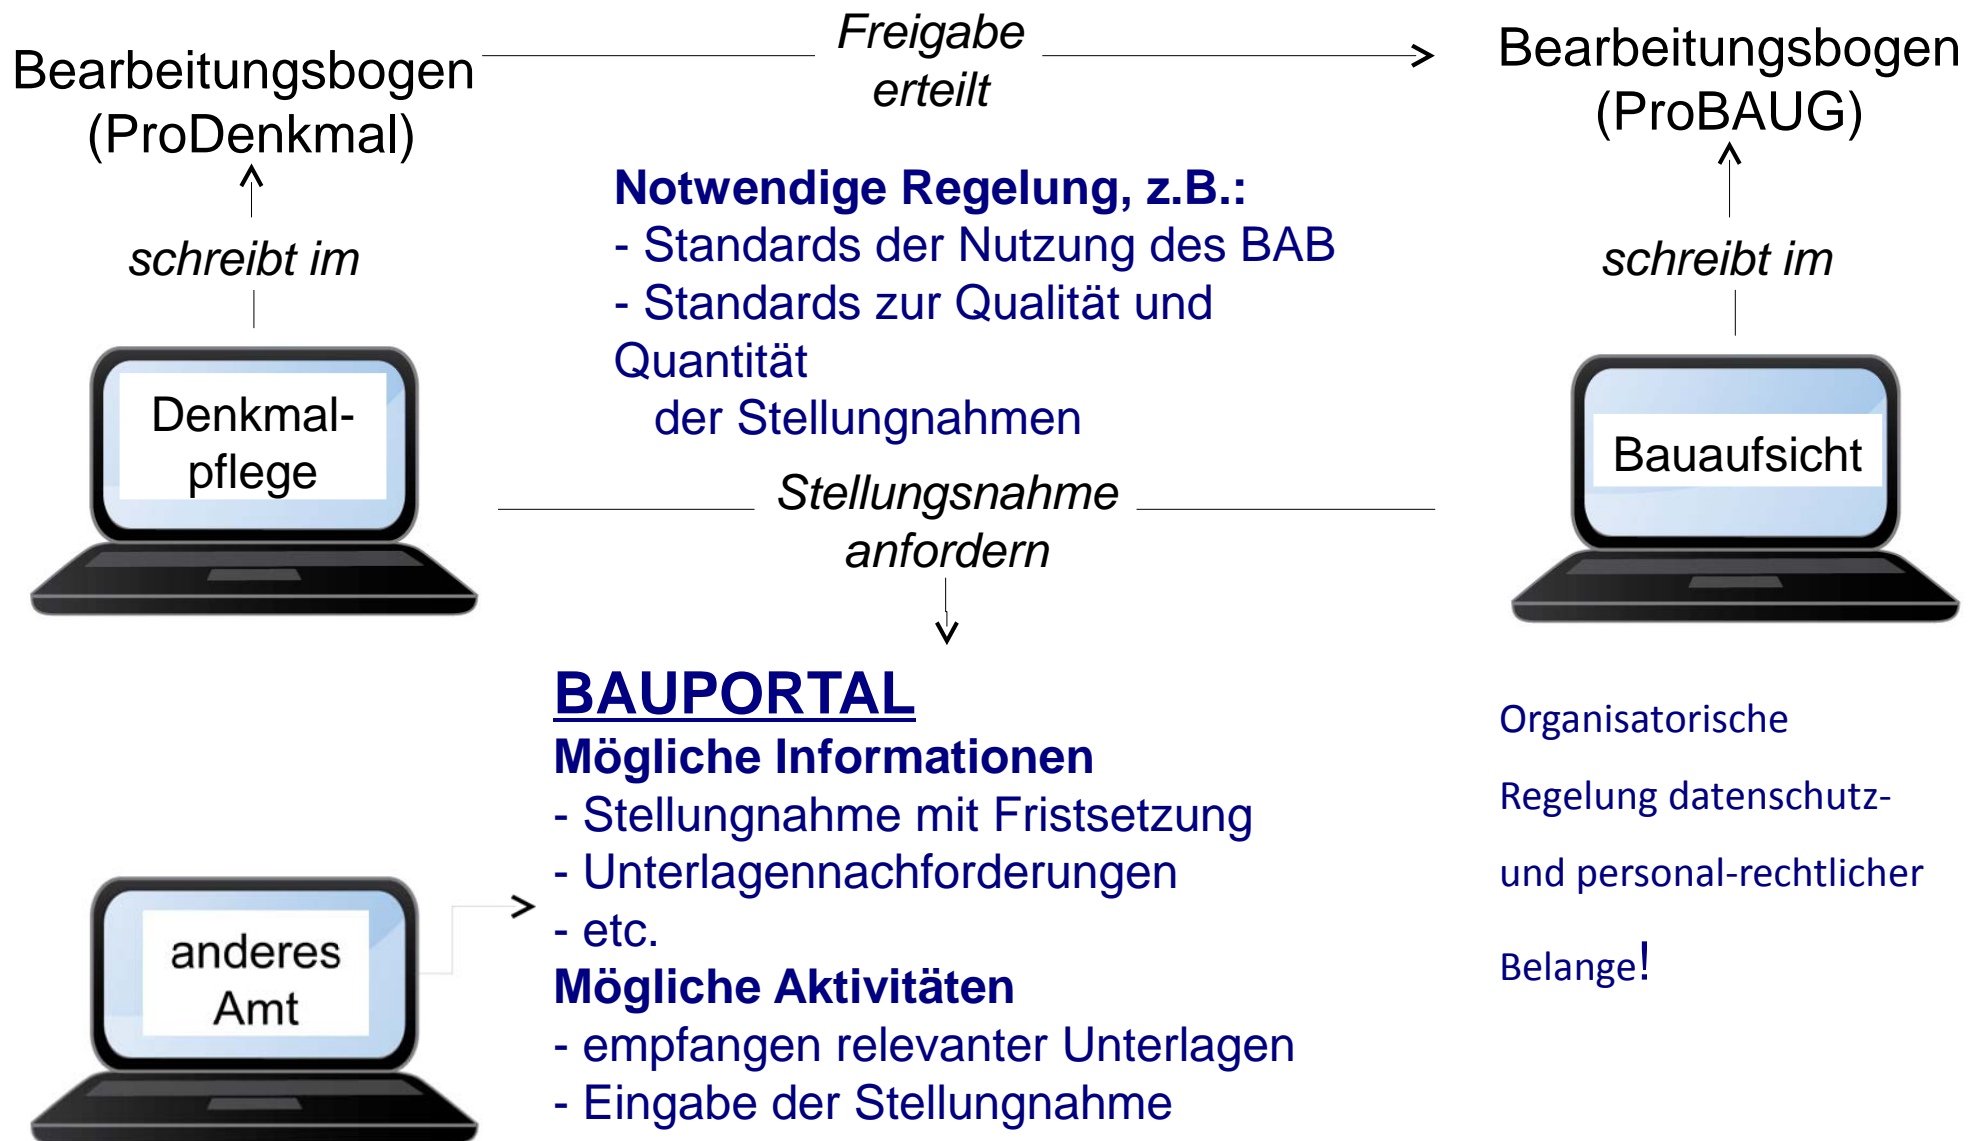 Bearbeitungsbogen
(ProDenkmal)
Freigabe
erteilt
Bearbeitungsbogen
(ProBAUG)
schreibt im
Notwendige Regelung, z.B.:
- Standards der Nutzung des BAB
- Standards zur Qualität und
Quantität
der Stellungnahmen
schreibt im
Denkmal-
pflege
Stellungsnahme
anfordern
Bauaufsicht
BAUPORTAL
Mögliche Informationen
- Stellungnahme mit Fristsetzung
- Unterlagennachforderungen
- etc.
Mögliche Aktivitäten
- empfangen relevanter Unterlagen
- Eingabe der Stellungnahme
Organisatorische
Regelung datenschutz-
und personal-rechtlicher
Belange!
anderes
Amt